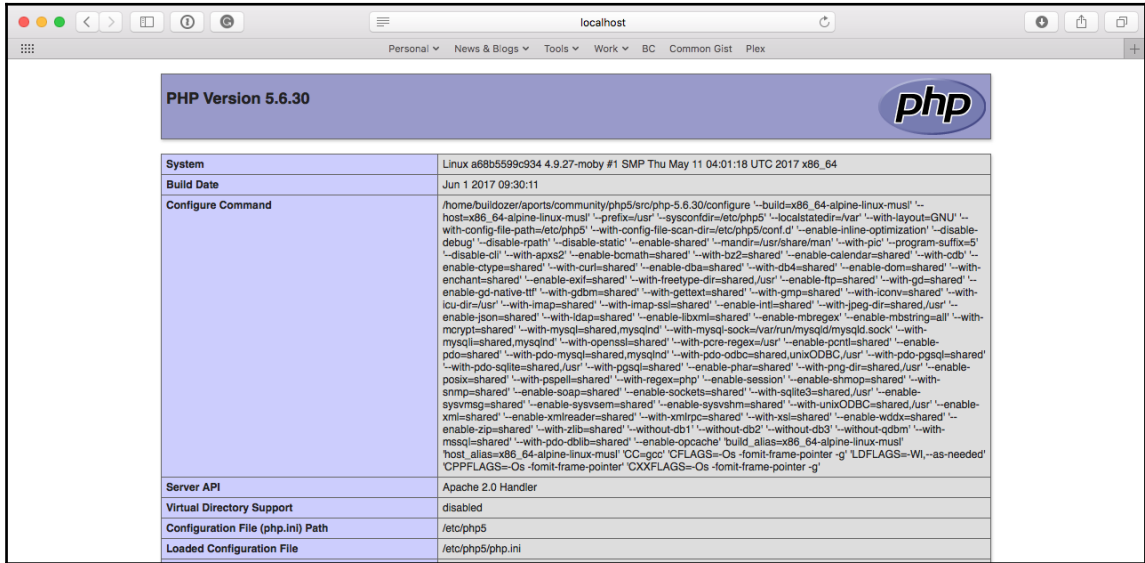 localhost
Personal News & Blogs Tools Work BC Common Gist Plex
PHP Version 5.6.30
php
System Linux a68b5599c934 4.9.27-moby #1 SMP Thu May 11 04:01:18 UTC 2017 x86_64
Build Date Jun 1 2017 09:30:11
Configure Command /home/buildozer/aports/community/php5/src/php-5.6.30/configure '--build=x86_64-alpine-linux-musl' '--
host=x86_64-alpine-linux-musl' '--prefix=/usr' '--sysconfdir=/etc/php5' '--localstatedir=/var' '--with-layout=GNU' '--
with-config-file-path=/etc/php5' '--with-config-file-scan-dir=/etc/php5/conf.d' '--enable-inline-optimization' '--disable-
debug' '--disable-rpath' '--disable-static' '--enable-shared' '--mandir=/usr/share/man' '--with-pic' '--program-suffix=5'
'--disable-cli' '--with-apxs2' '--enable-bcmath=shared' '--with-bz2=shared' '--enable-calendar=shared' '--with-cdb' '--
enable-ctype=shared' '--with-curl=shared' '--enable-dba=shared' '--with-db4=shared' '--enable-dom=shared' '--with-
enchant=shared' '--enable-exif=shared' '--with-freetype-dir=shared,/usr' '--enable-ftp=shared' '--with-gd=shared' '--
enable-gd-native-ttf' '--with-gdbm=shared' '--with-gettext=shared' '--with-gmp=shared' '--with-iconv=shared' '--with-
icu-dir=/usr' '--with-imap=shared' '--with-imap-ssl=shared' '--enable-intl=shared' '--with-jpeg-dir=shared,/usr' '--
enable-json=shared' '--with-ldap=shared' '--enable-libxml=shared' '--enable-mbregex' '--enable-mbstring=all' '--with-
mcrypt=shared' '--with-mysql=shared,mysqlnd' '--with-mysql-sock=/var/run/mysqld/mysqld.sock' '--with-
mysqli=shared,mysqlnd' '--with-openssl=shared' '--with-pcre-regex=/usr' '--enable-pcntl=shared' '--enable-
pdo=shared' '--with-pdo-mysql=shared,mysqlnd' '--with-pdo-odbc=shared,unixODBC,/usr' '--with-pdo-pgsql=shared'
'--with-pdo-sqlite=shared,/usr' '--with-pgsql=shared' '--enable-phar=shared' '--with-png-dir=shared,/usr' '--enable-
posix=shared' '--with-pspell=shared' '--with-regex=php' '--enable-session' '--enable-shmop=shared' '--with-
snmp=shared' '--enable-soap=shared' '--enable-sockets=shared' '--with-sqlite3=shared,/usr' '--enable-
sysvmsg=shared' '--enable-sysvsem=shared' '--enable-sysvshm=shared' '--with-unixODBC=shared,/usr' '--enable-
xml=shared' '--enable-xmlreader=shared' '--with-xmlrpc=shared' '--with-xsl=shared' '--enable-wddx=shared' '--
enable-zip=shared' '--with-zlib=shared' '--without-db1' '--without-db2' '--without-db3' '--without-qdbm' '--with-
mssql=shared' '--with-pdo-dblib=shared' '--enable-opcache' 'build_alias=x86_64-alpine-linux-musl'
'host_alias=x86_64-alpine-linux-musl' 'CC=gcc' 'CFLAGS=-Os -fomit-frame-pointer -g' 'LDFLAGS=-Wl,--as-needed'
'CPPFLAGS=-Os -fomit-frame-pointer' 'CXXFLAGS=-Os -fomit-frame-pointer -g'
Server API Apache 2.0 Handler
Virtual Directory Support disabled
Configuration File (php.ini) Path /etc/php5
Loaded Configuration File /etc/php5/php.ini